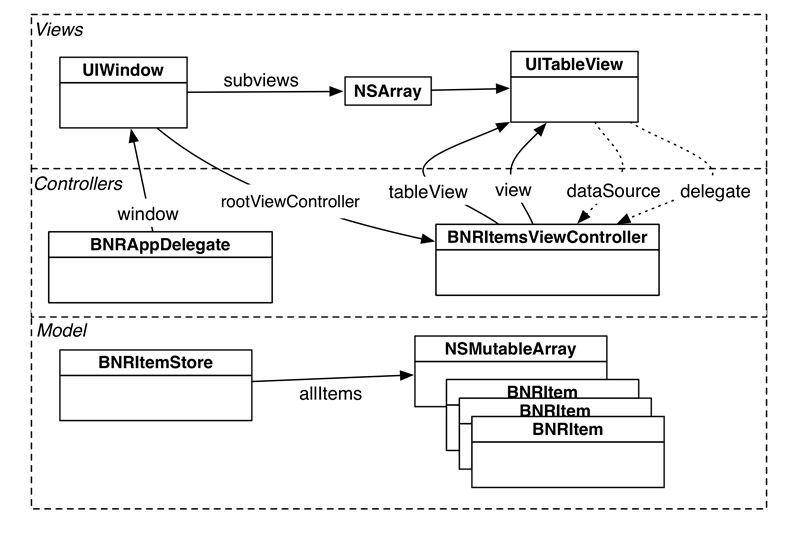 Views
UIWindow
subviews
NSArray
UITableView
Controllers
window
rootViewController
tableView
view
dataSource
delegate
BNRAppDelegate
BNRItemsViewController
Model
BNRItemStore
allItems
NSMutableArray
BNRItem
BNRItem
BNRItem